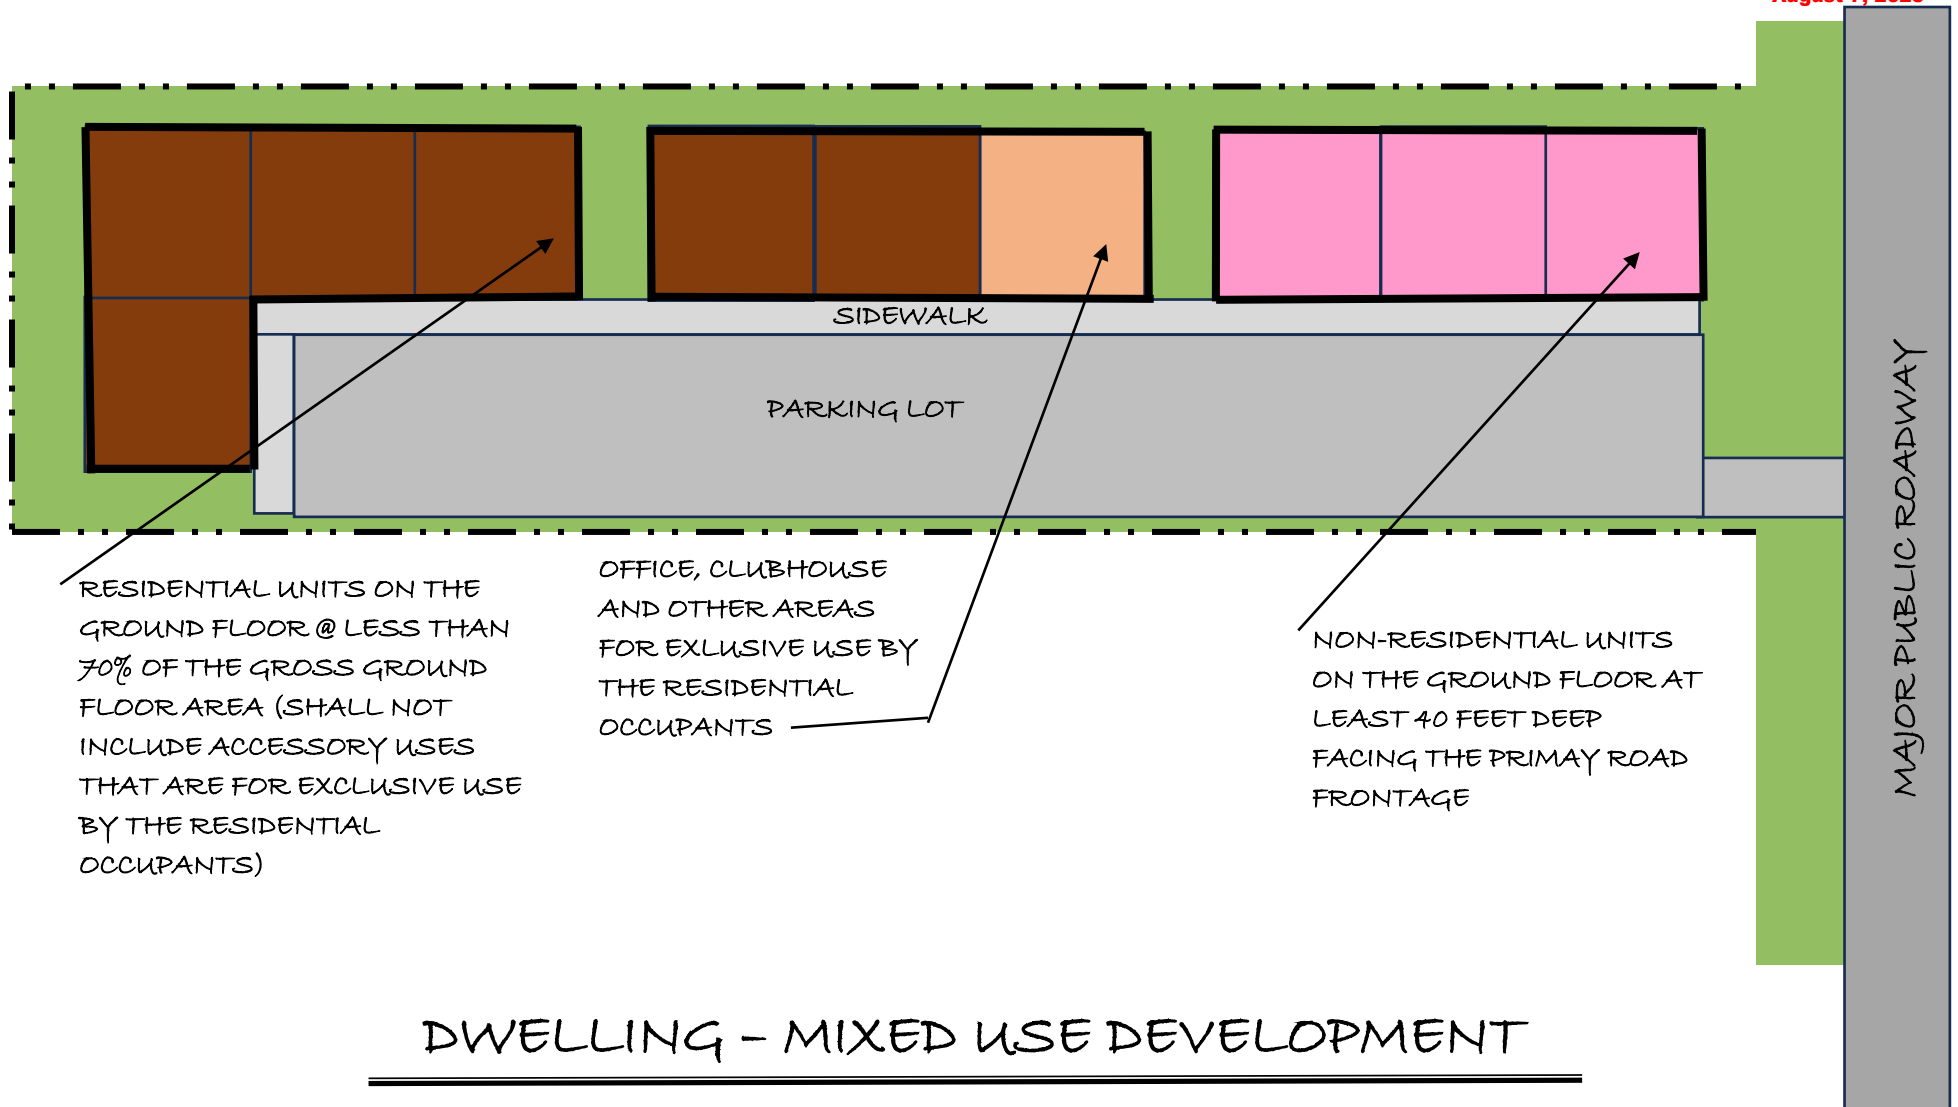 August
SIDEWALK
PARKING LOT
MAJOR PUBLIC ROADWAY
RESIDENTIAL UNITS ON THE
GROUND FLOOR @ LESS THAN
70% OF THE GROSS GROUND
FLOOR AREA (SHALL NOT
INCLUDE ACCESSORY USES
THAT ARE FOR EXCLUSIVE USE
BY THE RESIDENTIAL
OCCUPANTS)
OFFICE, CLUBHOUSE
AND OTHER AREAS
FOR EXLUSIVE USE BY
THE RESIDENTIAL
OCCUPANTS
NON-RESIDENTIAL UNITS
ON THE GROUND FLOOR AT
LEAST 40 FEET DEEP
FACING THE PRIMAY ROAD
FRONTAGE
DWELLING – MIXED USE DEVELOPMENT